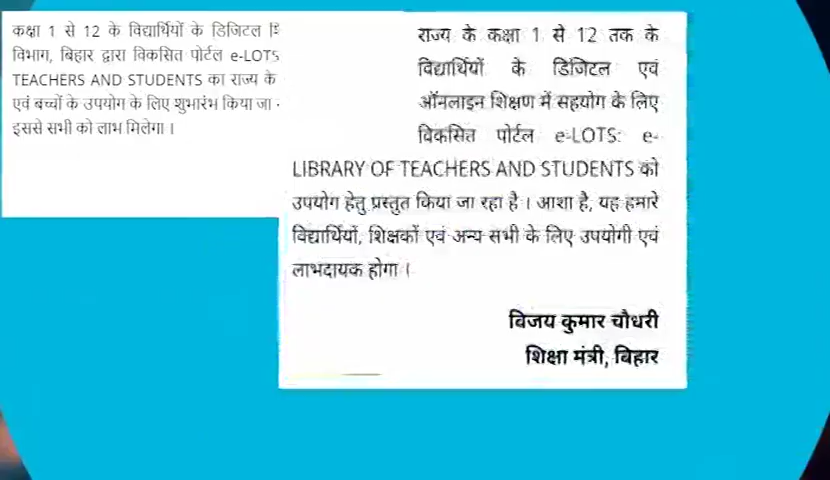 कक्षा 1 से 12 के विद्यार्थियों के डिजिटल
विभाग, बिहार द्वारा विकसित पोर्टल e-LOTS
TEACHERS AND STUDENTS का राज्य के
एवं बच्चों के उपयोग के लिए शुभारंभ किया जा
इससे सभी को लाभ मिलेगा ।
राज्य के कक्षा 1 से 12 तक के
विद्यार्थियों के डिजिटल एवं
ऑनलाइन शिक्षण में सहयोग के लिए
विकसित पोर्टल e-LOTS: e-
LIBRARY OF TEACHERS AND STUDENTS को
उपयोग हेतु प्रस्तुत किया जा रहा है । आशा है, यह हमारे
विद्यार्थियों, शिक्षकों एवं अन्य सभी के लिए उपयोगी एवं
लाभदायक होगा ।
विजय कुमार चौधरी
शिक्षा मंत्री, बिहार